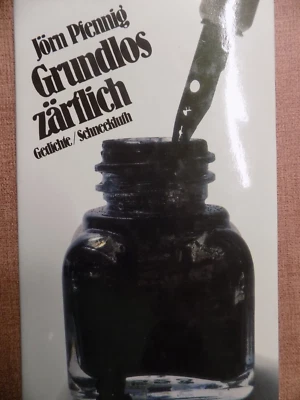 Jörn Pfennig
Grundlos
zärtlich
Gedichte/Schneekluth